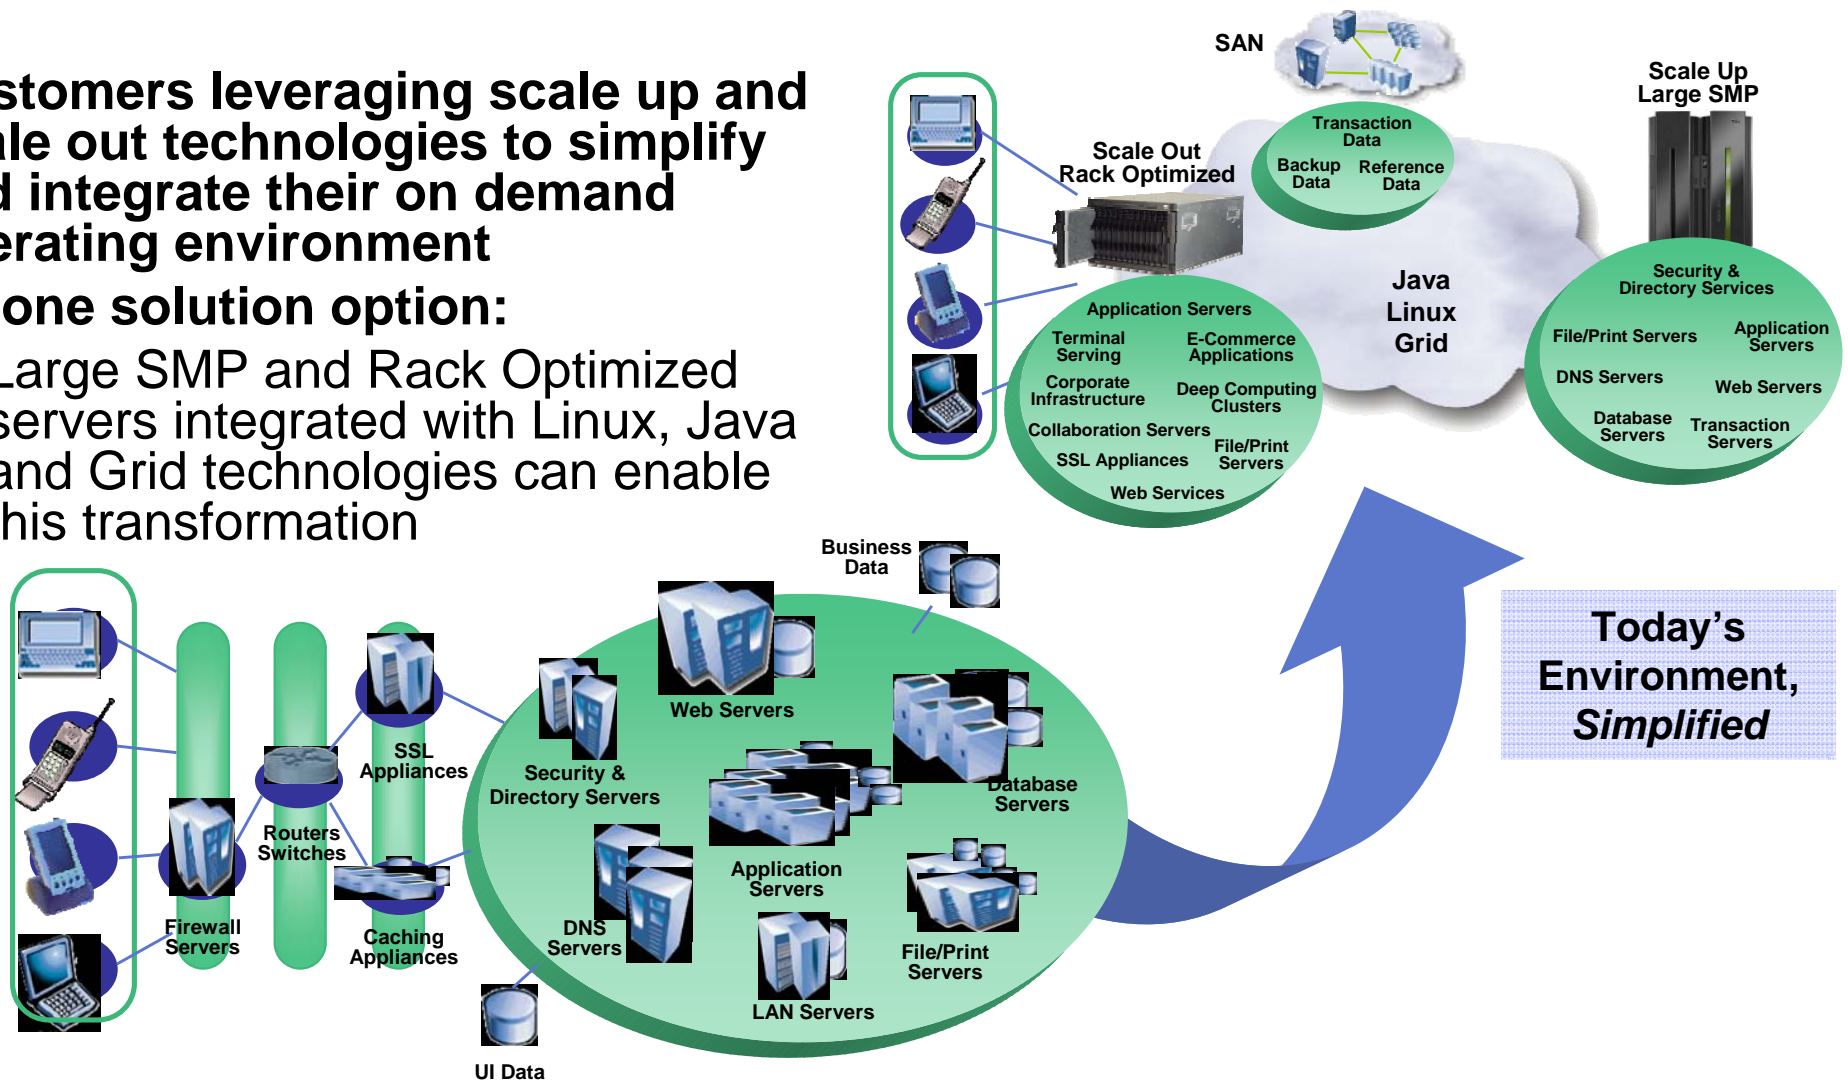 stomers leveraging scale up and
ale out technologies to simplify
d integrate their on demand
erating environment
one solution option:
Large SMP and Rack Optimized
servers integrated with Linux, Java
and Grid technologies can enable
his transformation
SAN
Transaction
Data
Backup
Data
Reference
Data
Scale Up
Large SMP
Scale Out
Rack Optimized
Java
Linux
Grid
Application Servers
Terminal
Serving
E-Commerce
Applications
Corporate
Infrastructure
Deep Computing
Clusters
Collaboration Servers
File/Print
Servers
SSL Appliances
Web Services
Security &
Directory Services
File/Print Servers
Application
Servers
DNS Servers
Web Servers
Database
Servers
Transaction
Servers
Today's
Environment,
Simplified
Business
Data
Web Servers
Security &
Directory Servers
Database
Servers
Application
Servers
DNS
Servers
File/Print
Servers
LAN Servers
UI Data
SSL
Appliances
Routers
Switches
Firewall
Servers
Caching
Appliances